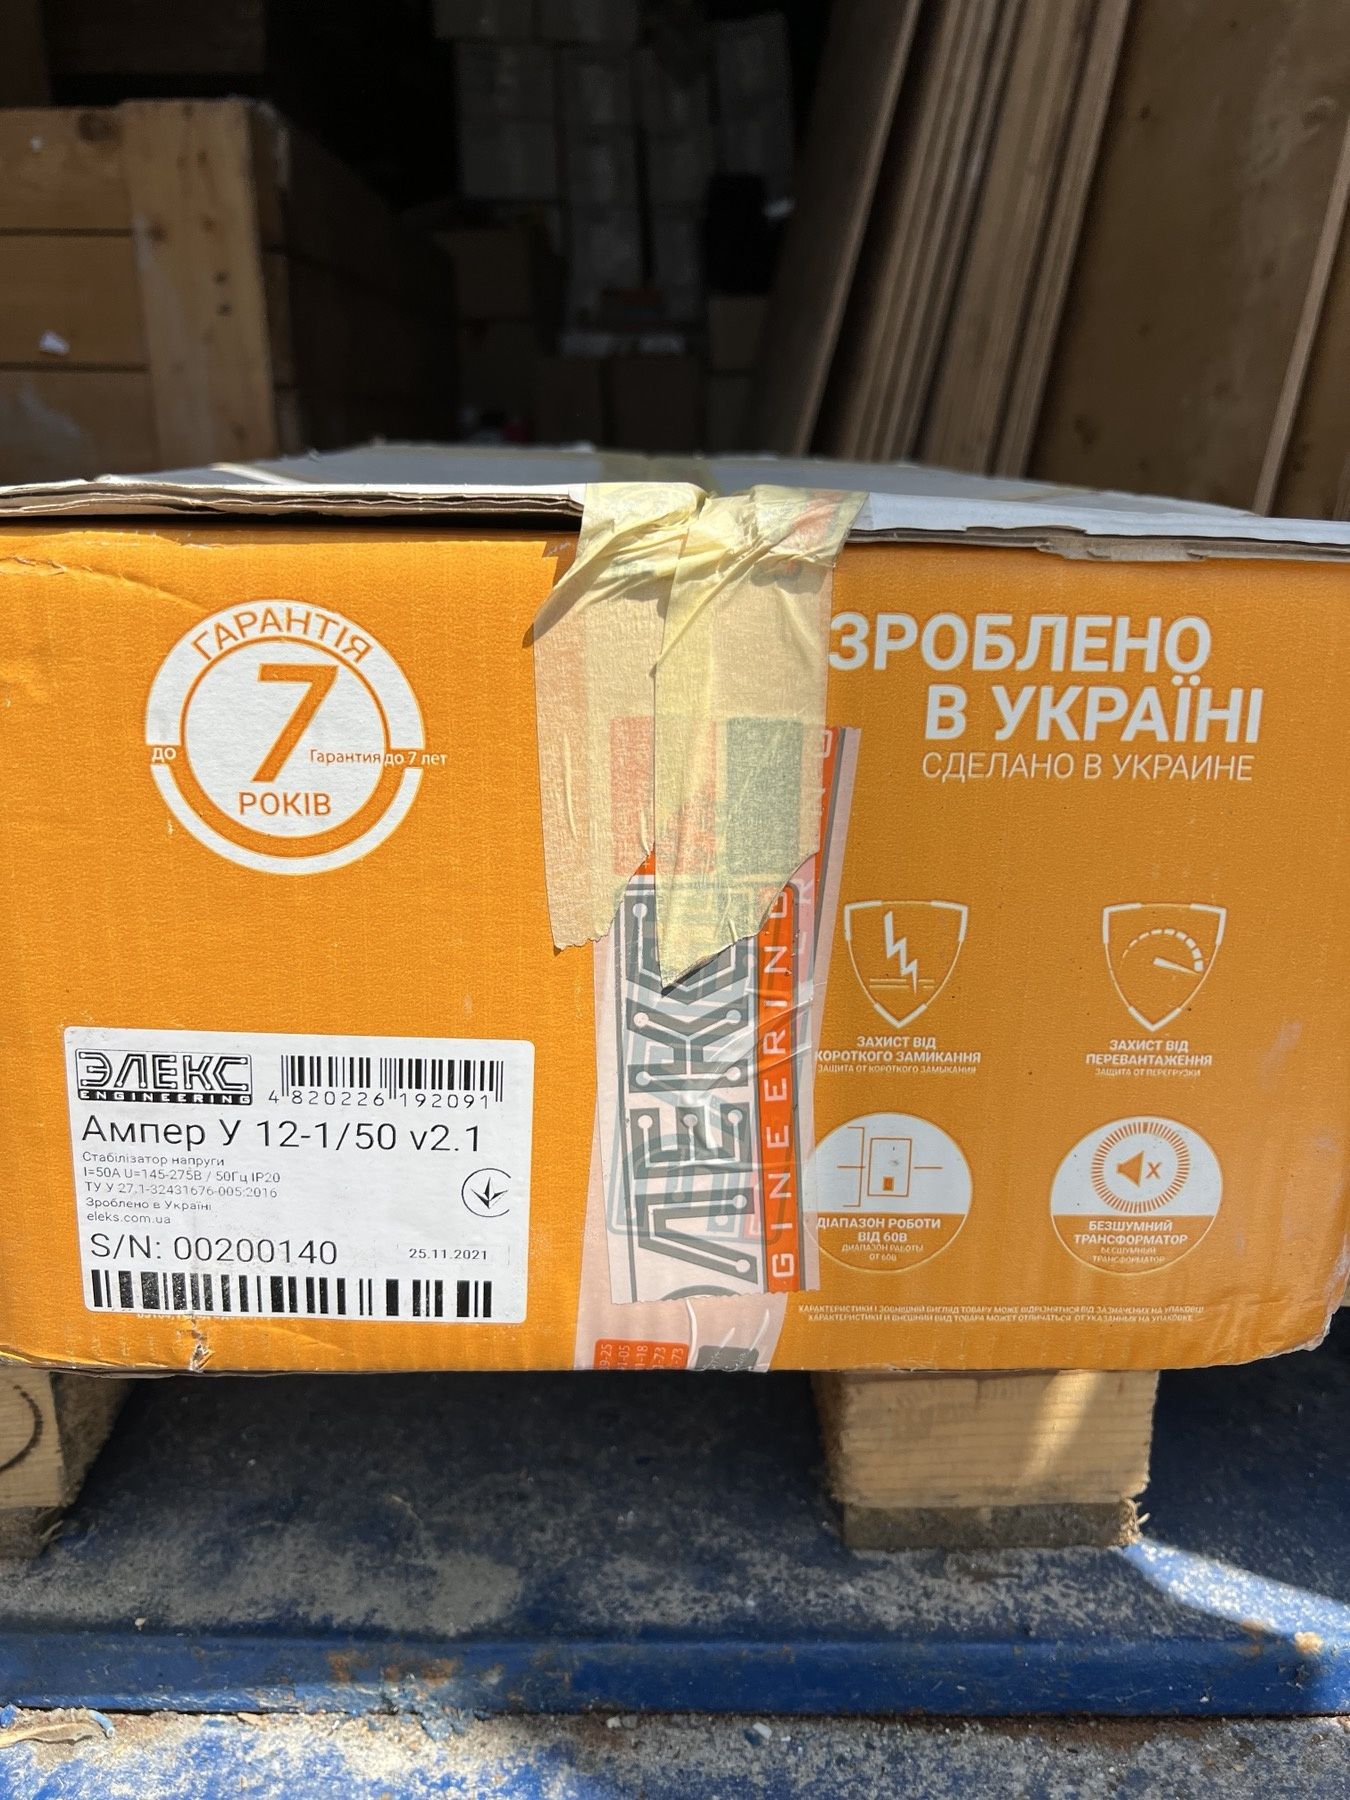 ГАРАНТІЯ
ДО
7
Гарантия до 7 лет
РОКІВ
ЗРОБЛЕНО
В УКРАЇНІ
СДЕЛАНО В УКРАИНЕ
ЗАХИСТ ВІД
КОРОТКОГО ЗАМИКАННЯ
ЗАЩИТА ОТ КОРОТКОГО ЗАМЫКАНИЯ
ЗАХИСТ ВІД
ПЕРЕВАНТАЖЕННЯ
ЗАЩИТА ОТ ПЕРЕГРУЗКИ
ДІАПАЗОН РОБОТИ
ВІД 60В
ДИАПАЗОН РАБОТЫ
ОТ 60В
БЕЗШУМНИЙ
ТРАНСФОРМАТОР
БЕСШУМНЫЙ
ТРАНСФОРМАТОР
ХАРАКТЕРИСТИКИ І ЗОВНІШНІЙ ВИГЛЯД ТОВАРУ МОЖЕ ВІДРІЗНЯТИСЯ ВІД ЗАЗНАЧЕНИХ НА УПАКОВЦІ
ХАРАКТЕРИСТИКИ И ВНЕШНИЙ ВИД ТОВАРА МОЖЕТ ОТЛИЧАТЬСЯ ОТ УКАЗАННЫХ НА УПАКОВКЕ
ЭЛЕКС
ENGINEERING
4 820226 192091
Ампер У 12-1/50 v2.1
Стабілізатор напруги
I=50A U=145-275В / 50Гц IP20
ТУ У 27.1-32431676-005:2016
Зроблено в Україні
eleks.com.ua
S/N: 00200140
25.11.2021
ЛЕКС
GINEERING